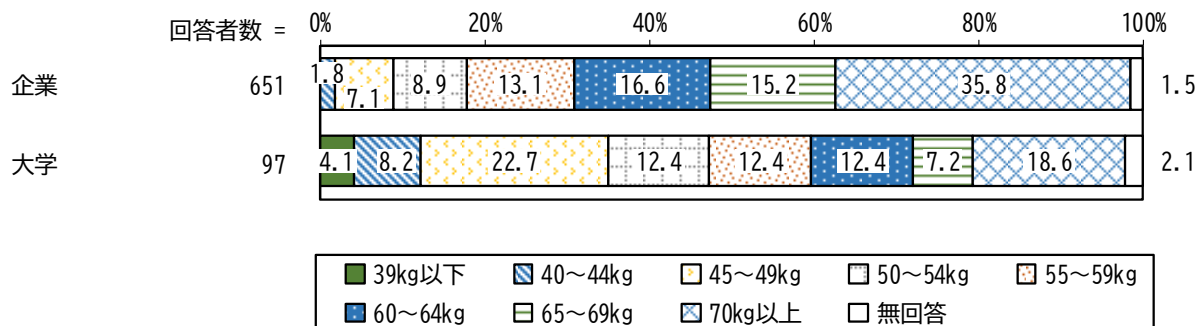 回答者数 = 0% 20% 40% 60% 80% 100%
企業 651 1.8 7.1 8.9 13.1 16.6 15.2 35.8 1.5
大学 97 4.1 8.2 22.7 12.4 12.4 12.4 7.2 18.6 2.1
39kg以下 40～44kg 45～49kg 50～54kg 55～59kg
60～64kg 65～69kg 70kg以上 無回答